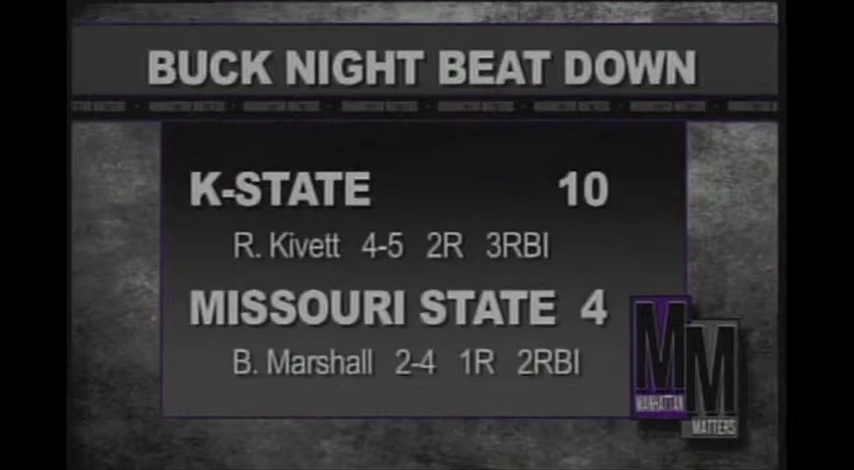 BUCK NIGHT BEAT DOWN
K-STATE 10
R. Kivett 4-5 2R 3RBI
MISSOURI STATE 4
B. Marshall 2-4 1R 2RBI
MM
MANHATTAN
MATTERS